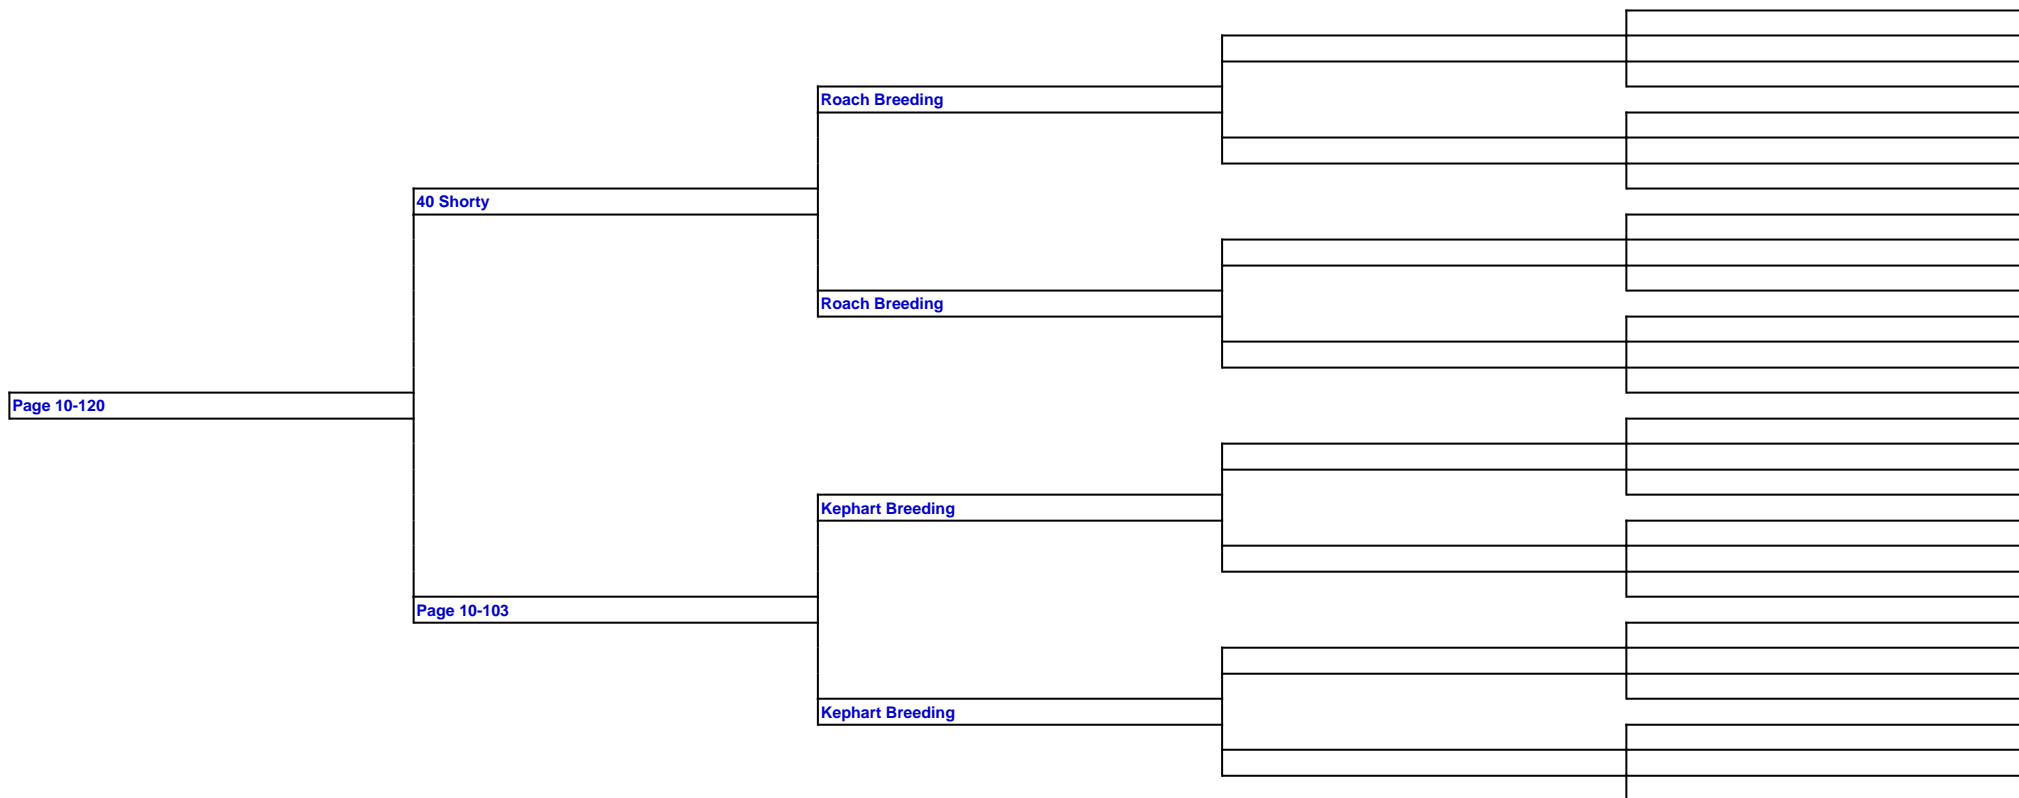 Roach Breeding
40 Shorty
Roach Breeding
Page 10-120
Kephart Breeding
Page 10-103
Kephart Breeding